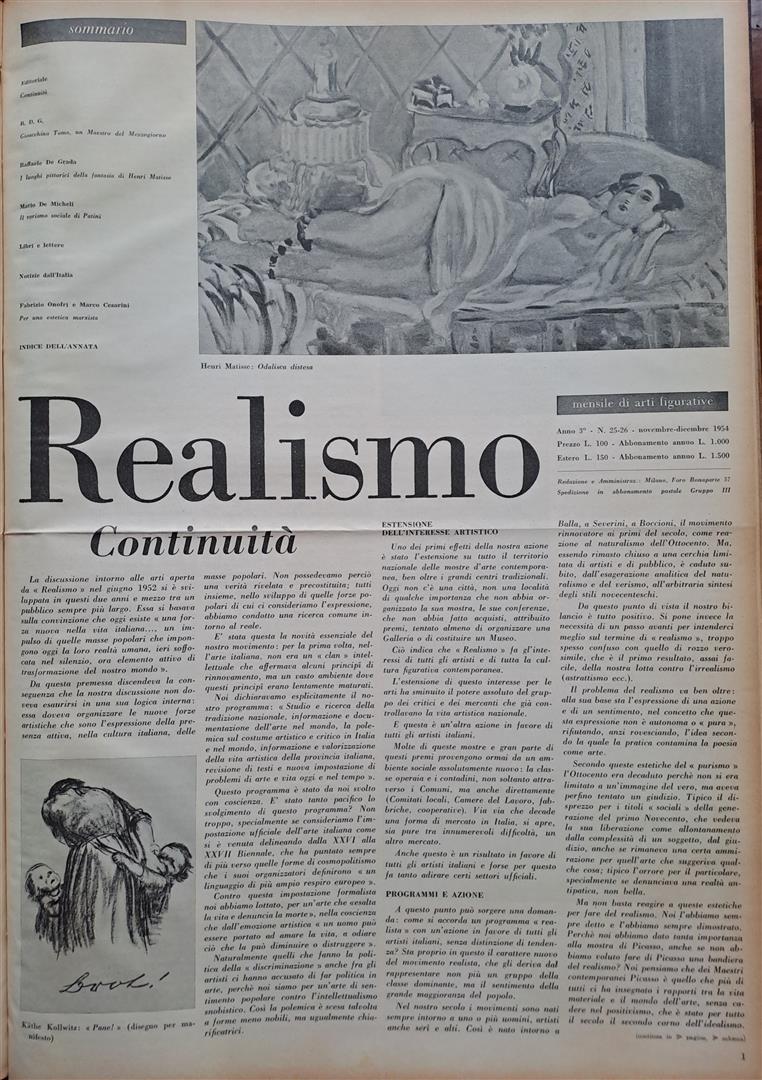 sommario
Editoriale
Continuità
R. D. G.
Gioacchino Toma, un Maestro del Mezzogiorno
Raffaele De Grada
I luoghi pittorici della fantasia di Henri Matisse
Mario De Micheli
Il verismo sociale di Patini
Libri e lettere
Notizie dall'Italia
Fabrizio Onofri e Marco Cesarini
Per una estetica marxista
INDICE DELL'ANNATA
Henri Matisse: Odalisca distesa
Realismo
mensile di arti figurative
Anno 3° - N. 25-26 - novembre-dicembre 1954
Prezzo L. 100 - Abbonamento annuo L. 1.000
Estero L. 150 - Abbonamento annuo L. 1.500
Redazione e Amministraz.: Milano, Foro Bonaparte 57
Spedizione in abbonamento postale Gruppo III
Continuità
La discussione intorno alle arti aperta
da « Realismo » nel giugno 1952 si è svi-
luppata in questi due anni e mezzo tra un
pubblico sempre più largo. Essa si basava
sulla convinzione che oggi esiste « una for-
za nuova nella vita italiana..., un im-
pulso di quelle masse popolari che impon-
gono oggi la loro realtà umana, ieri soffo-
cata nel silenzio, ora elemento attivo di
trasformazione del nostro mondo ».
Da questa premessa discendeva la con-
seguenza che la nostra discussione non do-
veva esaurirsi in una sua logica interna:
essa doveva organizzare le nuove forze
artistiche che sono l'espressione della pre-
senza attiva, nella cultura italiana, delle
Brot!
Käthe Kollwitz: « Pane! » (disegno per ma-
nifesto)
masse popolari. Non possedevamo perciò
una verità rivelata e precostituita; tutti
insieme, nello sviluppo di quelle forze po-
polari di cui ci consideriamo l'espressione,
abbiamo condotto una ricerca comune in-
torno al reale.
E' stata questa la novità essenziale del
nostro movimento: per la prima volta, nel-
l'arte italiana, non era un « clan » intel-
lettuale che affermava alcuni principî di
rinnovamento, ma un vasto ambiente dove
questi principî erano lentamente maturati.
Noi dichiaravamo esplicitamente il no-
stro programma: « Studio e ricerca della
tradizione nazionale, informazione e docu-
mentazione dell'arte nel mondo, la pole-
mica sul costume artistico e critico in Italia
e nel mondo, informazione e valorizzazione
della vita artistica della provincia italiana,
revisione di testi e nuova impostazione di
problemi di arte e vita oggi e nel tempo ».
Questo programma è stato da noi svolto
con coscienza. E' stato tanto pacifico lo
svolgimento di questo programma? Non
troppo, specialmente se consideriamo l'im-
postazione ufficiale dell'arte italiana come
si è venuta delineando dalla XXVI alla
XXVII Biennale, che ha puntato sempre
di più verso quelle forme di cosmopolitismo
che i suoi organizzatori definirono « un
linguaggio di più ampio respiro europeo ».
Contro questa impostazione formalista
noi abbiamo lottato, per un'arte che «esalta
la vita e denuncia la morte», nella coscienza
che dall'emozione artistica « un uomo può
essere portato ad amare la vita, a odiare
ciò che la può diminuire o distruggere ».
Naturalmente quelli che fanno la poli-
tica della « discriminazione » anche fra gli
artisti ci hanno accusato di far politica in
arte, perchè noi siamo per un'arte di sen-
timento popolare contro l'intellettualismo
snobistico. Così la polemica è scesa talvolta
a forme meno nobili, ma ugualmente chia-
rificatrici.
ESTENSIONE
DELL'INTERESSE ARTISTICO
Uno dei primi effetti della nostra azione
è stato l'estensione su tutto il territorio
nazionale delle mostre d'arte contempora-
nea, ben oltre i grandi centri tradizionali.
Oggi non c'è una città, non una località
di qualche importanza che non abbia or-
ganizzato la sua mostra, le sue conferenze,
che non abbia fatto acquisti, attribuito
premi, tentato almeno di organizzare una
Galleria o di costituire un Museo.
Ciò indica che « Realismo » fa gl'inte-
ressi di tutti gli artisti e di tutta la cul-
tura figurativa contemporanea.
L'estensione di questo interesse per le
arti ha sminuito il potere assoluto del grup-
po dei critici e dei mercanti che già con-
trollavano la vita artistica nazionale.
E questa è un'altra azione in favore di
tutti gli artisti italiani.
Molte di queste mostre e gran parte di
questi premi provengono ormai da un am-
biente sociale assolutamente nuovo: la clas-
se operaia e i contadini, non soltanto attra-
verso i Comuni, ma anche direttamente
(Comitati locali, Camere del Lavoro, fab-
briche, cooperative). Via via che decade
una forma di mercato in Italia, si apre,
sia pure tra innumerevoli difficoltà, un
altro mercato.
Anche questo è un risultato in favore di
tutti gli artisti italiani e forse per questo
fa tanto adirare certi settori ufficiali.
PROGRAMMI E AZIONE
A questo punto può sorgere una doman-
da: come si accorda un programma « rea-
lista » con un'azione in favore di tutti gli
artisti italiani, senza distinzione di tenden-
za? Sta proprio in questo il carattere nuovo
del movimento realista, che gli deriva dal
rappresentare non più un gruppo della
classe dominante, ma il sentimento della
grande maggioranza del popolo.
Nel nostro secolo i movimenti sono nati
sempre intorno a uno o più uomini, artisti
anche seri e alti. Così è nato intorno a
Balla, a Severini, a Boccioni, il movimento
rinnovatore ai primi del secolo, come rea-
zione al naturalismo dell'Ottocento. Ma,
essendo rimasto chiuso a una cerchia limi-
tata di artisti e di pubblico, è caduto su-
bito, dall'esagerazione analitica del natu-
ralismo e del verismo, all'arbitraria sintesi
degli stili novecenteschi.
Da questo punto di vista il nostro bi-
lancio è tutto positivo. Si pone invece la
necessità di un passo avanti per intenderci
meglio sul termine di « realismo », troppo
spesso confuso con quello di rozzo vero-
simile, che è il primo risultato, assai fa-
cile, della nostra lotta contro l'irrealismo
(astrattismo ecc.).
Il problema del realismo va ben oltre:
alla sua base sta l'espressione di una azione
e di un sentimento, nel concetto che que-
sta espressione non è autonoma o « pura »,
rifiutando, anzi rovesciando, l'idea secon-
do la quale la pratica contamina la poesia
come arte.
Secondo queste estetiche del « purismo »
l'Ottocento era decaduto perchè non si era
limitato a un'immagine del vero, ma aveva
perfino tentato un giudizio. Tipico il di-
sprezzo per i titoli « sociali » della gene-
razione del primo Novecento, che vedeva
la sua liberazione come allontanamento
dalla complessità di un soggetto, dal giu-
dizio, anche se rimaneva una certa ammi-
razione per quell'arte che suggeriva qual-
che cosa; tipico l'orrore per il particolare,
specialmente se denunciava una realtà an-
tipatica, non bella.
Ma non basta reagire a queste estetiche
per fare del realismo. Noi l'abbiamo sem-
pre detto e l'abbiamo sempre dimostrato.
Perchè noi abbiamo dato tanta importanza
alla mostra di Picasso, anche se non ab-
biamo voluto fare di Picasso una bandiera
del realismo? Noi pensiamo che dei Maestri
contemporanei Picasso è quello che più di
tutti ci ha insegnato i rapporti tra la vita
materiale e il mondo dell'arte, senza ca-
dere nel positivismo, che è stato per tutto
il secolo il secondo corno dell'idealismo.
1